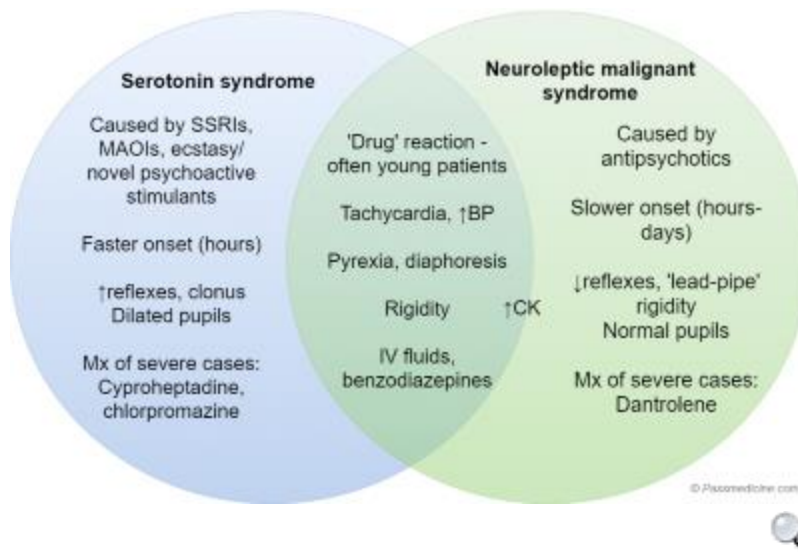 Serotonin syndrome
Caused by SSRIs,
MAOIs, ecstasy/
novel psychoactive
stimulants
Faster onset (hours)
↑reflexes, clonus
Dilated pupils
Mx of severe cases:
Cyproheptadine,
chlorpromazine
'Drug' reaction -
often young patients
Tachycardia, ↑BP
Pyrexia, diaphoresis
Rigidity
↑CK
IV fluids,
benzodiazepines
Neuroleptic malignant
syndrome
Caused by
antipsychotics
Slower onset (hours-
days)
↓reflexes, 'lead-pipe'
rigidity
Normal pupils
Mx of severe cases:
Dantrolene
© Passmedicine.com